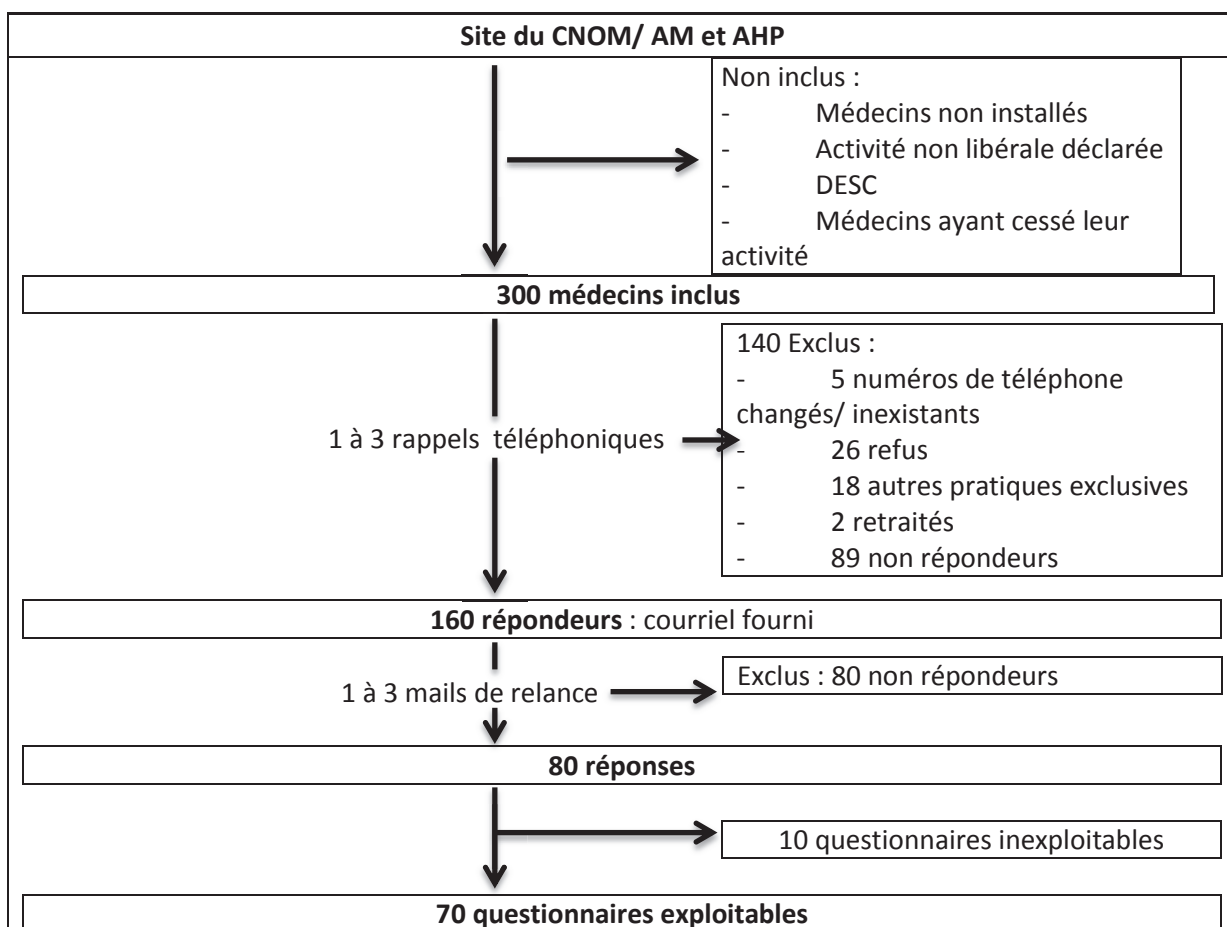 Site du CNOM/ AM et AHP
Non inclus :
- Médecins non installés
- Activité non libérale déclarée
- DESC
- Médecins ayant cessé leur
activité
300 médecins inclus
140 Exclus :
- 5 numéros de téléphone
changés/ inexistants
- 26 refus
- 18 autres pratiques exclusives
- 2 retraités
- 89 non répondeurs
1 à 3 rappels téléphoniques
160 répondeurs : courriel fourni
1 à 3 mails de relance
Exclus : 80 non répondeurs
80 réponses
10 questionnaires inexploitables
70 questionnaires exploitables